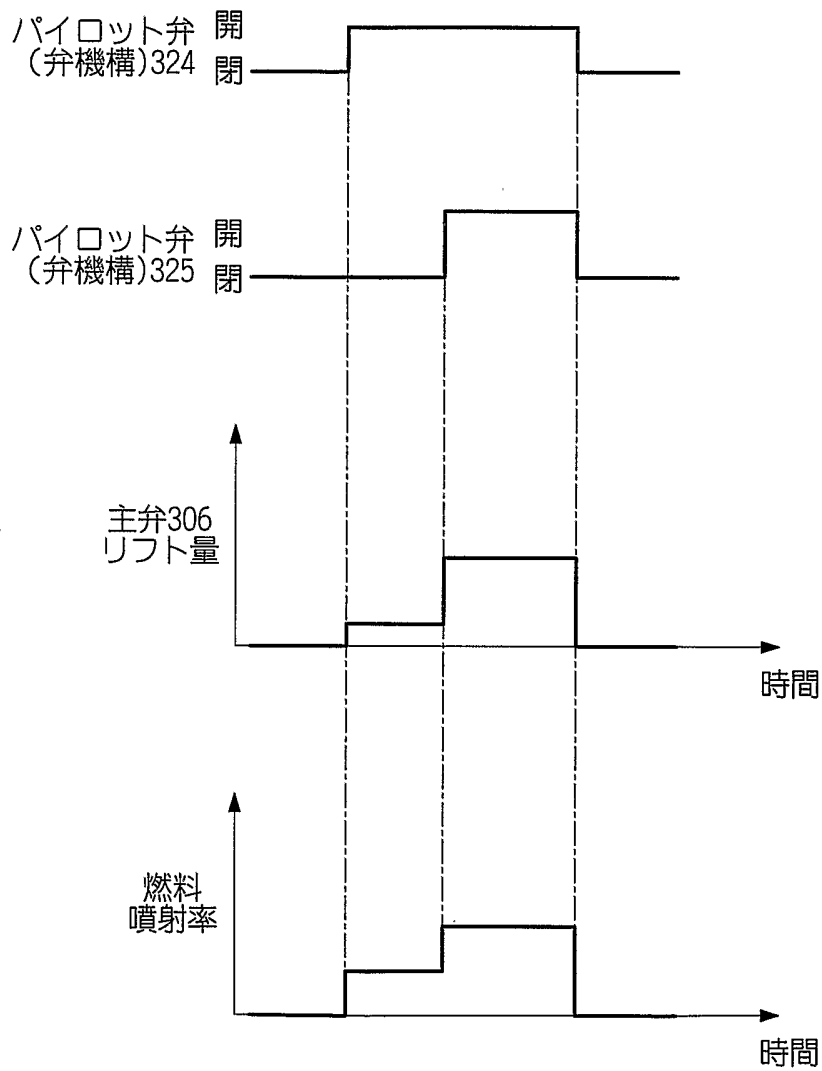 パイロット弁 開
(弁機構)324 閉
パイロット弁 開
(弁機構)325 閉
主弁306
リフト量
時間
燃料
噴射率
時間